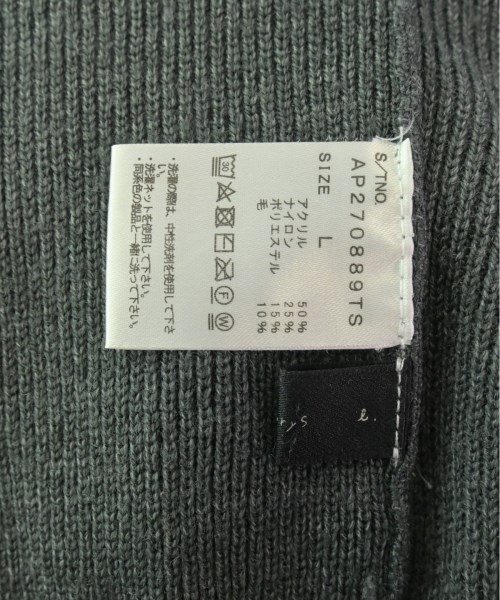 S/TNO.
AP270889TS
SIZE L
アクリル 50%
ナイロン 25%
ポリエステル 15%
毛 10%
30 F W
・洗濯の際は、中性洗剤を使用して下さ
い。
・洗濯ネットを使用して下さい。
・同系色の製品と一緒に洗って下さい。